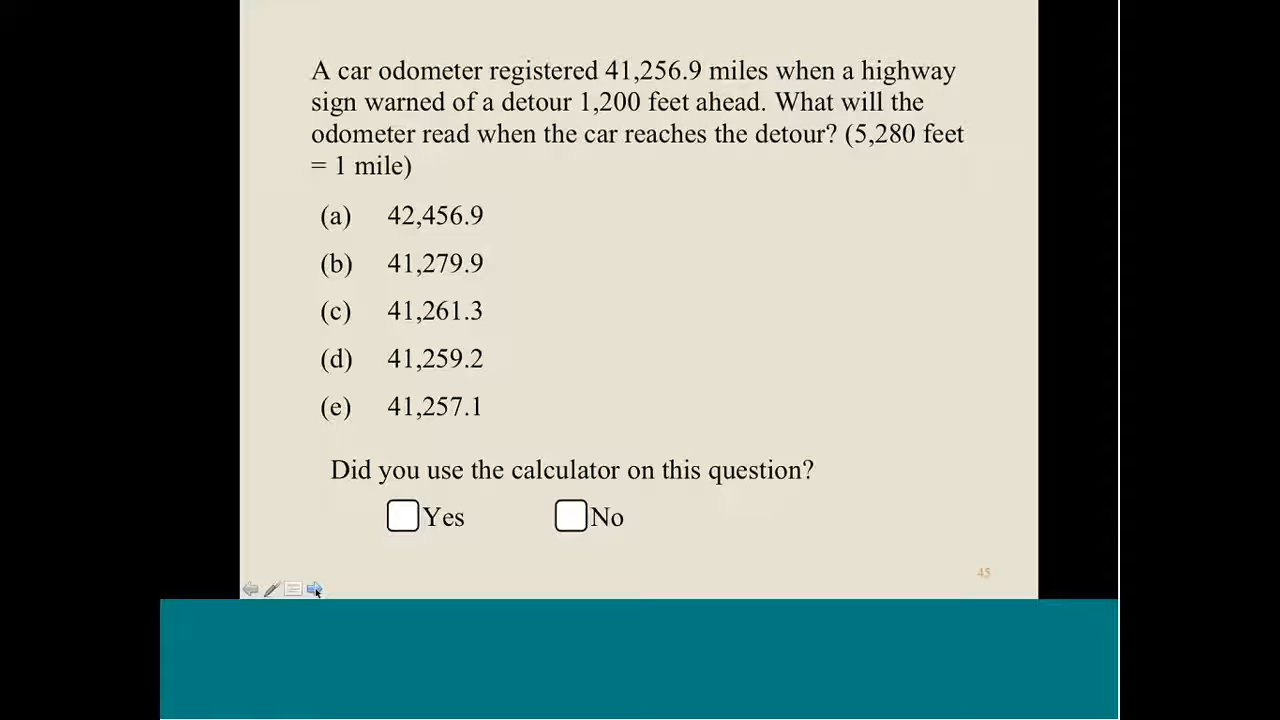 A car odometer registered 41,256.9 miles when a highway
sign warned of a detour 1,200 feet ahead. What will the
odometer read when the car reaches the detour? (5,280 feet
= 1 mile)
(a) 42,456.9
(b) 41,279.9
(c) 41,261.3
(d) 41,259.2
(e) 41,257.1
Did you use the calculator on this question?
Yes No
45